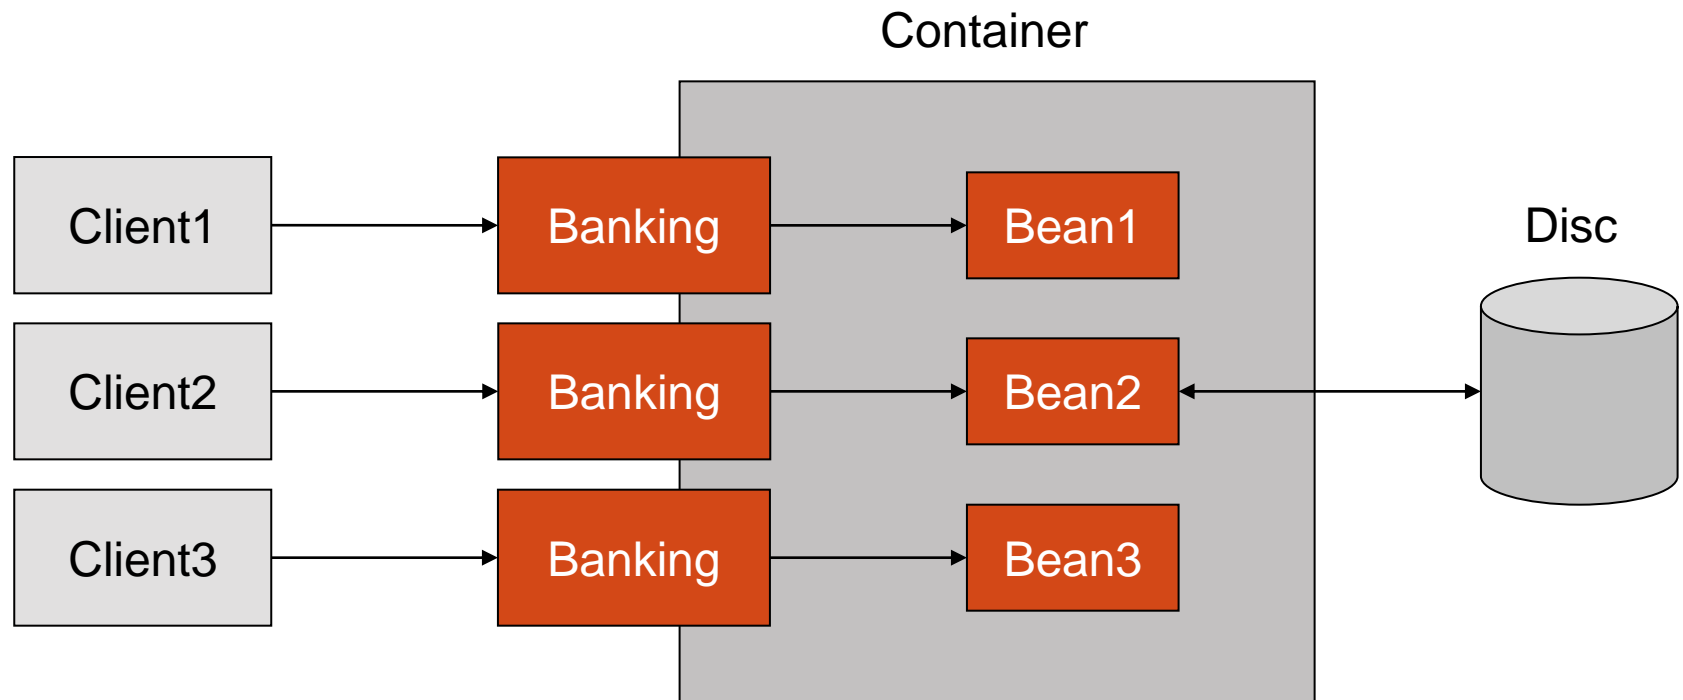 Container
Client1
Banking
Bean1
Disc
Client2
Banking
Bean2
Client3
Banking
Bean3